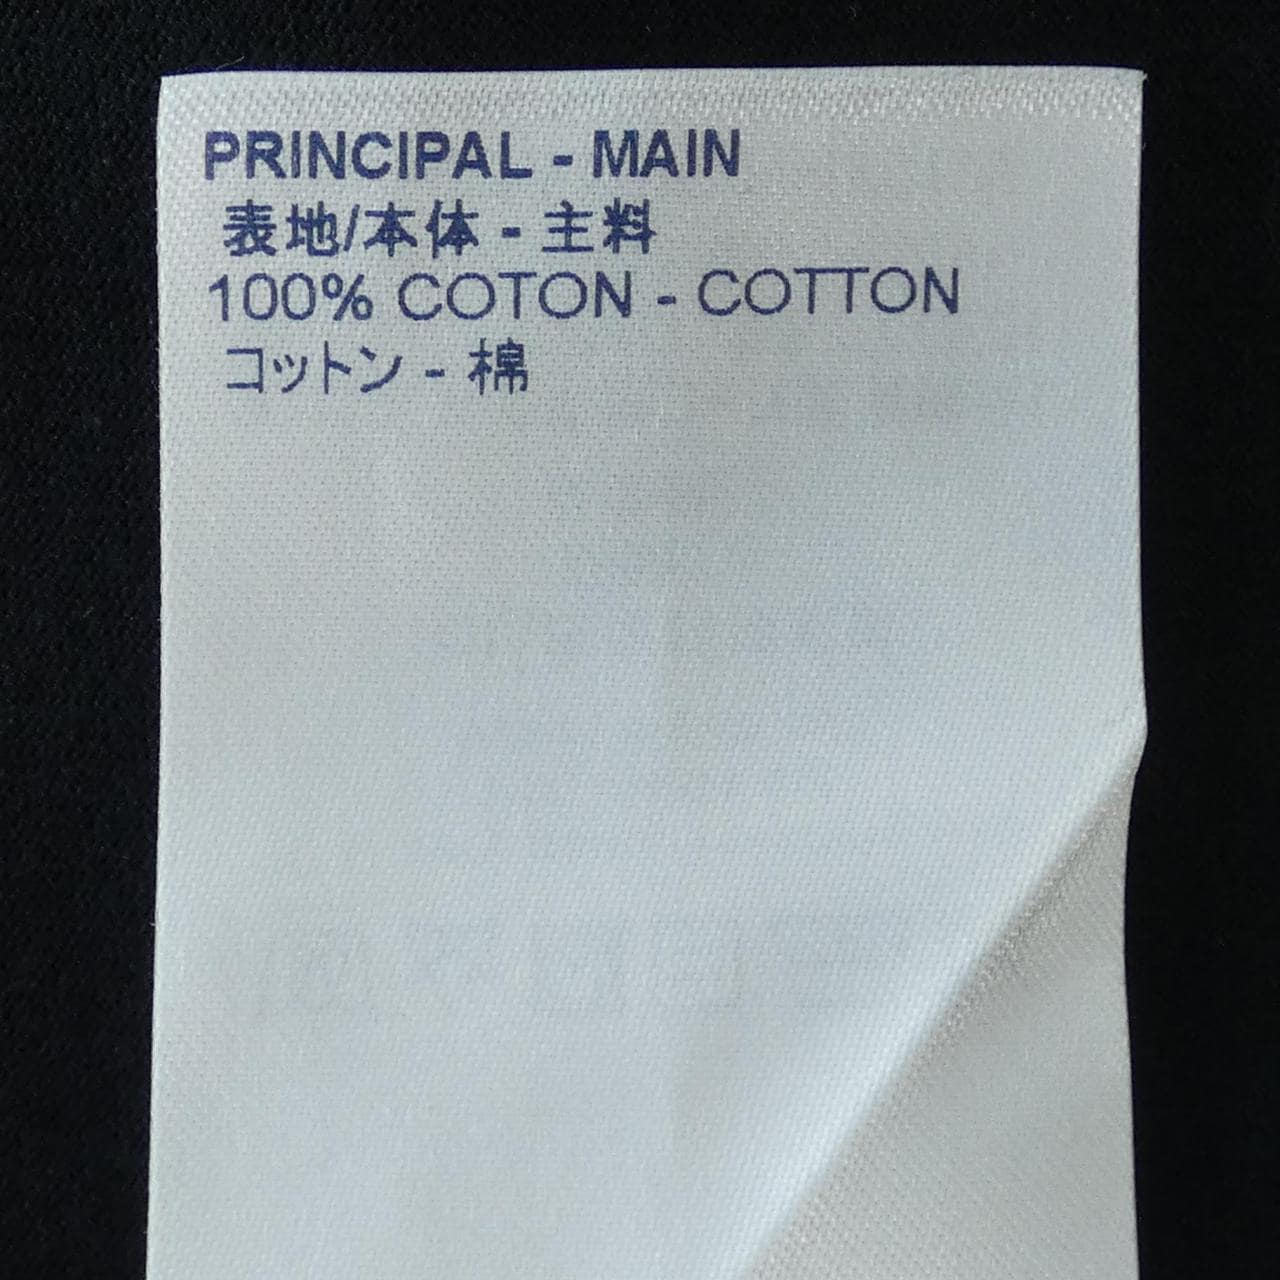 PRINCIPAL - MAIN
表地/本体 - 主料
100% COTON - COTTON
コットン - 棉